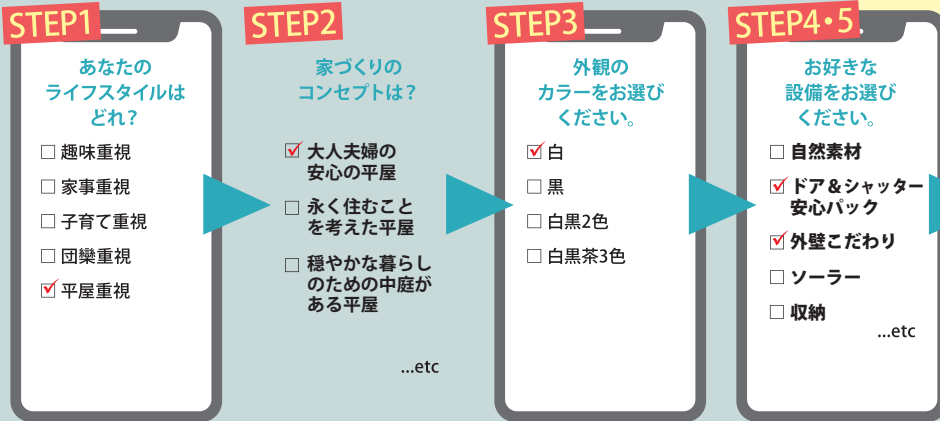 STEP1
あなたの
ライフスタイルは
どれ？
趣味重視
家事重視
子育て重視
団欒重視
平屋重視
STEP2
家づくりの
コンセプトは？
大人夫婦の
安心の平屋
永く住むこと
を考えた平屋
穏やかな暮らし
のための中庭が
ある平屋
...etc
STEP3
外観の
カラーをお選び
ください。
白
黒
白黒2色
白黒茶3色
STEP4・5
お好きな
設備をお選び
ください。
自然素材
ドア＆シャッター
安心パック
外壁こだわり
ソーラー
収納
...etc